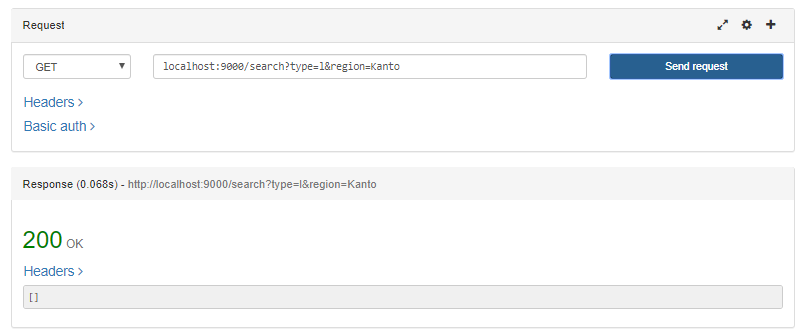 Request
GET
localhost:9000/search?type=l&region=Kanto
Send request
Headers >
Basic auth >
Response (0.068s) - http://localhost:9000/search?type=l&region=Kanto
200 OK
Headers >
[]